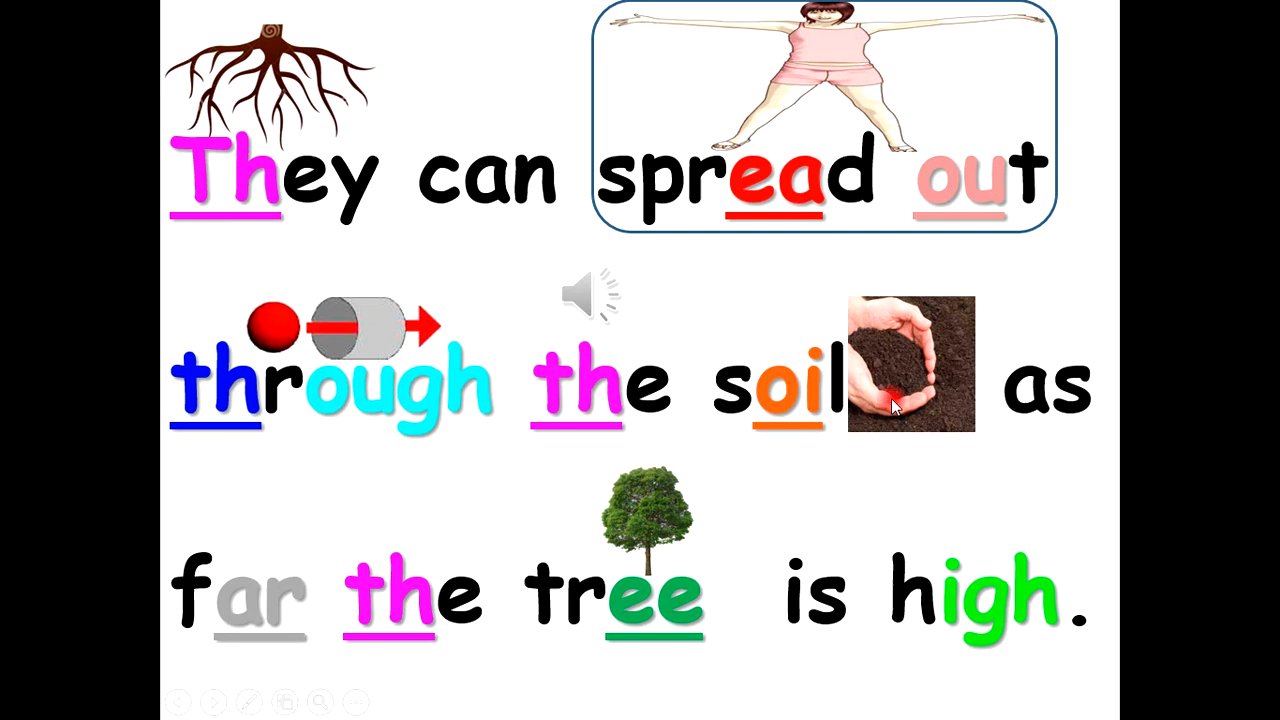 They can spread out
through the soil as
far the tree is high.